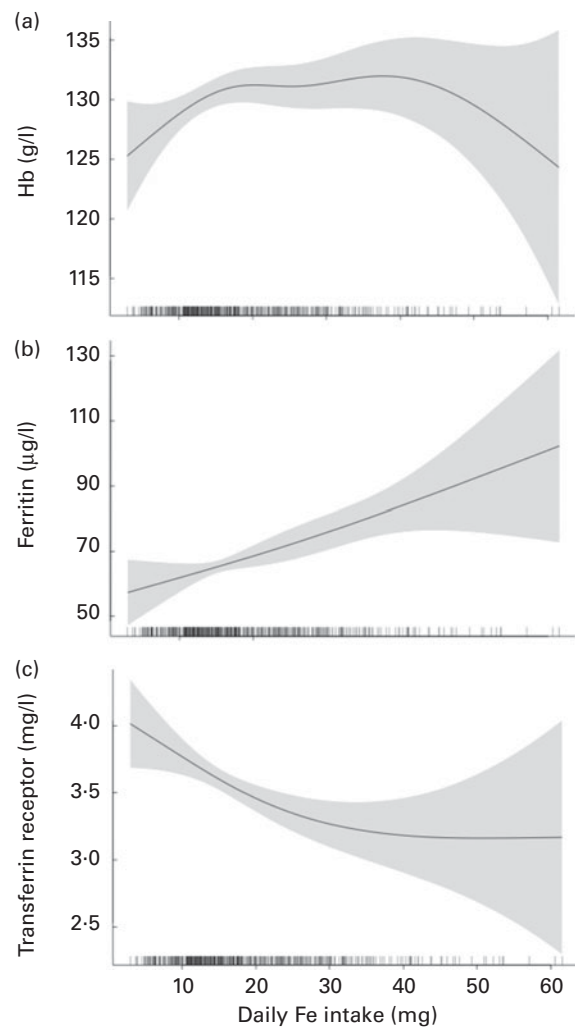 (a)
135
130
125
120
115
Hb (g/l)
(b)
130
110
90
70
50
Ferritin (μg/l)
(c)
4·0
3·5
3·0
2·5
Transferrin receptor (mg/l)
10 20 30 40 50 60
Daily Fe intake (mg)